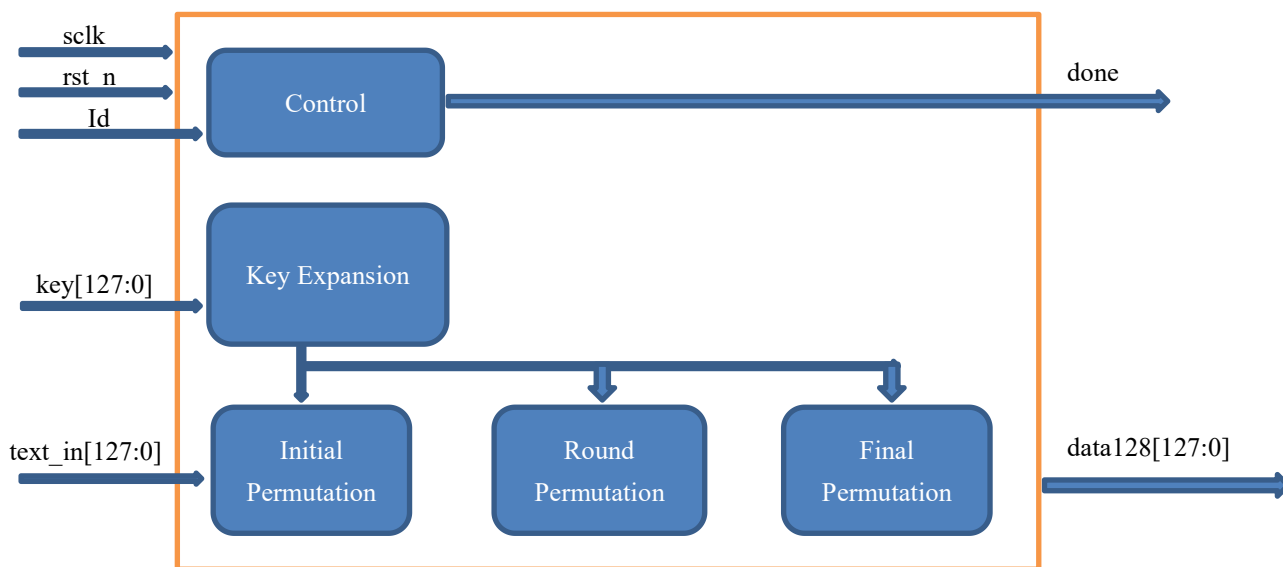 sclk
rst_n
Id
Control
done
key[127:0]
Key Expansion
text_in[127:0]
Initial
Permutation
Round
Permutation
Final
Permutation
data128[127:0]